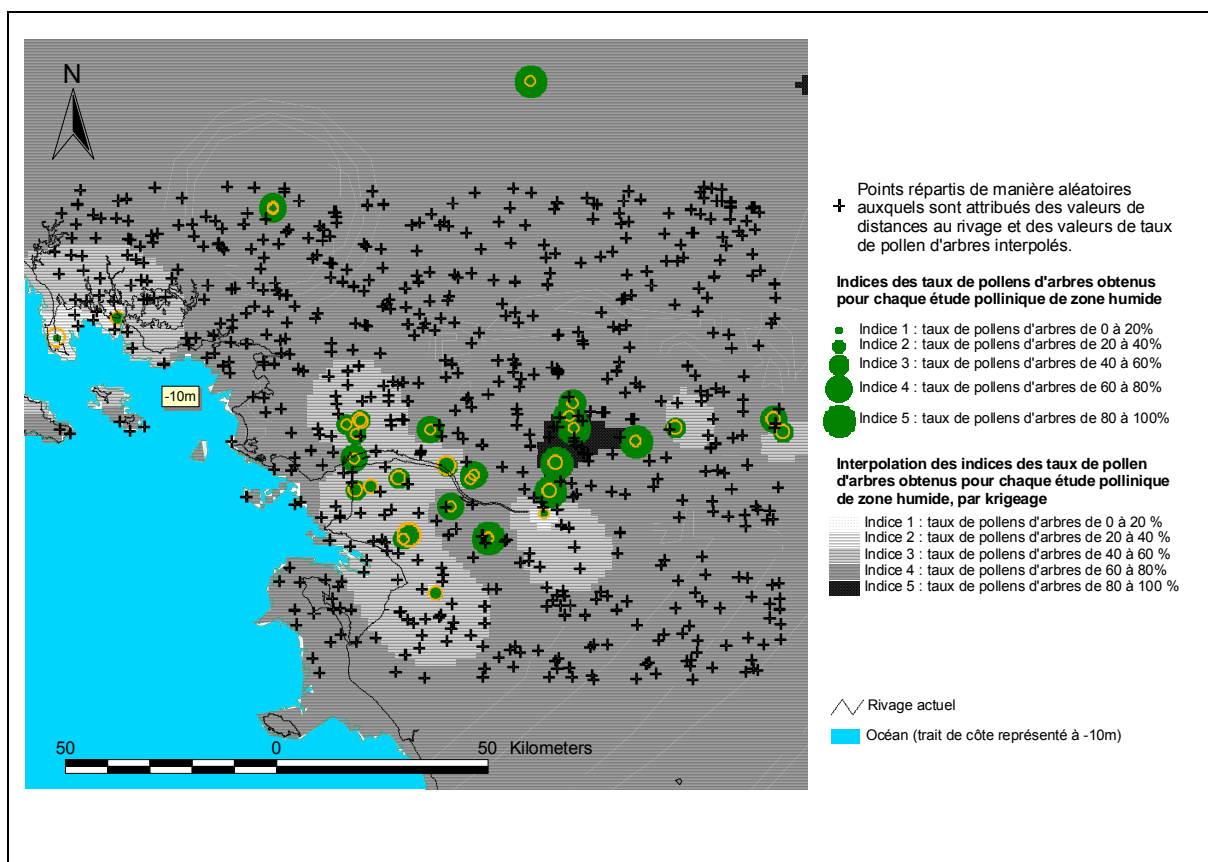 N
-10m
50
0
50 Kilometers
Points répartis de manière aléatoires
auxquels sont attribués des valeurs de
distances au rivage et des valeurs de taux
de pollen d'arbres interpolés.
Indices des taux de pollens d'arbres obtenus
pour chaque étude pollinique de zone humide
Indice 1 : taux de pollens d'arbres de 0 à 20%
Indice 2 : taux de pollens d'arbres de 20 à 40%
Indice 3 : taux de pollens d'arbres de 40 à 60%
Indice 4 : taux de pollens d'arbres de 60 à 80%
Indice 5 : taux de pollens d'arbres de 80 à 100%
Interpolation des indices des taux de pollen
d'arbres obtenus pour chaque étude pollinique
de zone humide, par krigeage
Indice 1 : taux de pollens d'arbres de 0 à 20 %
Indice 2 : taux de pollens d'arbres de 20 à 40 %
Indice 3 : taux de pollens d'arbres de 40 à 60 %
Indice 4 : taux de pollens d'arbres de 60 à 80%
Indice 5 : taux de pollens d'arbres de 80 à 100 %
Rivage actuel
Océan (trait de côte représenté à -10m)